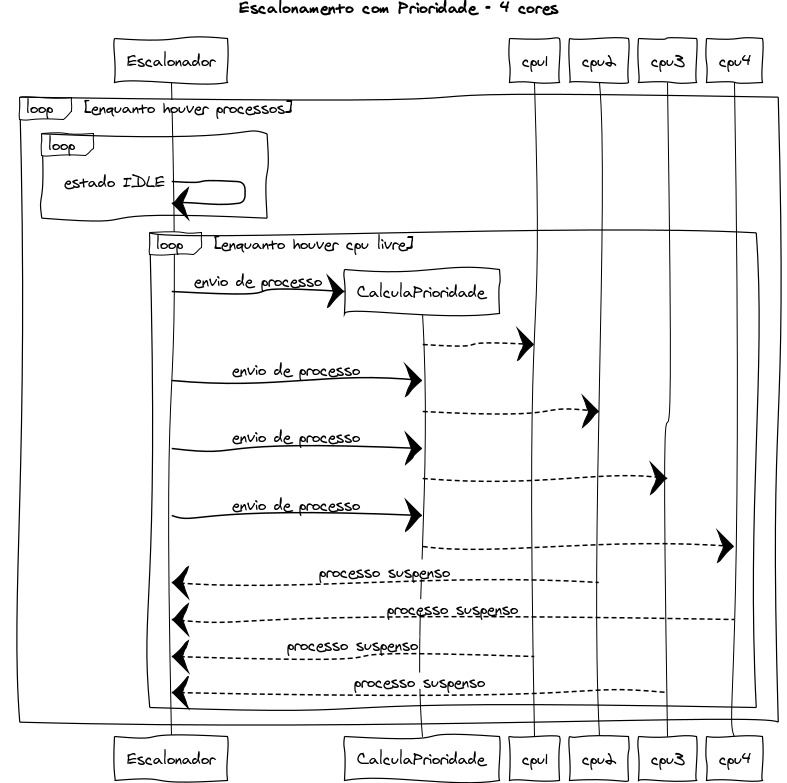 Escalonamento com Prioridade - 4 cores
Escalonador
cpu1
cpu2
cpu3
cpu4
loop
[enquanto houver processos]
loop
estado IDLE
loop
[enquanto houver cpu livre]
envio de processo
CalculaPrioridade
envio de processo
envio de processo
envio de processo
processo suspenso
processo suspenso
processo suspenso
processo suspenso
Escalonador
CalculaPrioridade
cpu1
cpu2
cpu3
cpu4